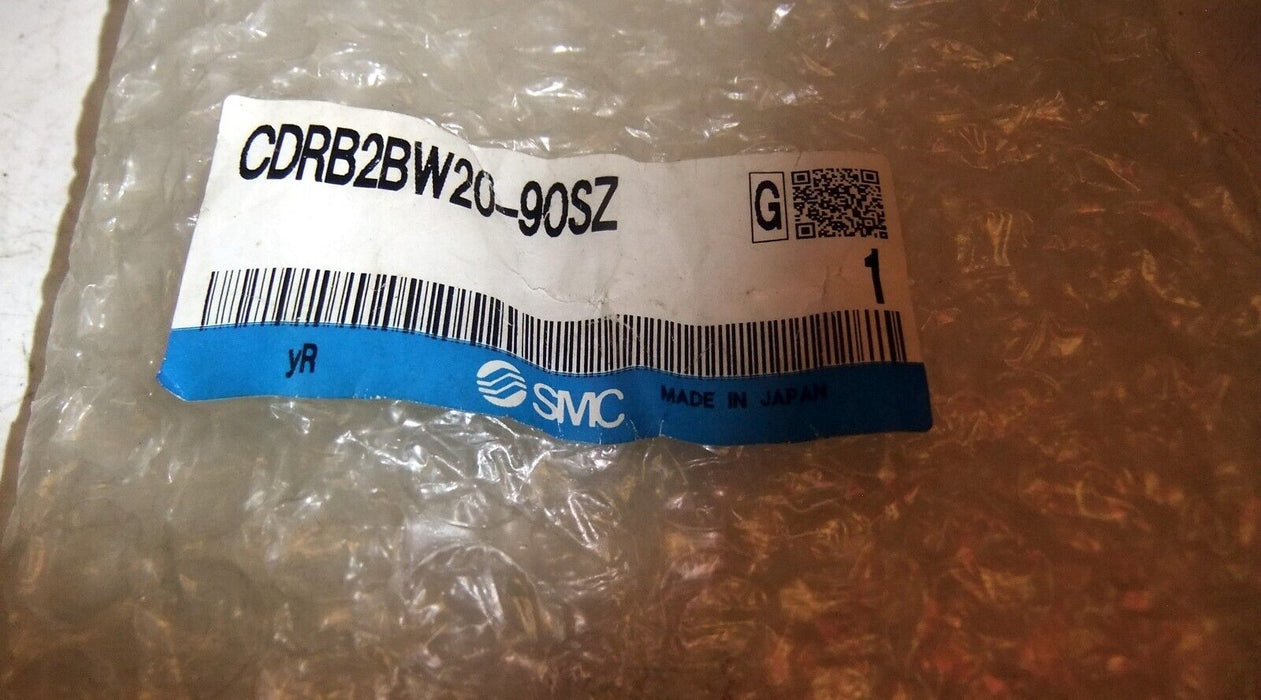 CDRB2BW20-90SZ
G
1
yR
SMC
MADE IN JAPAN